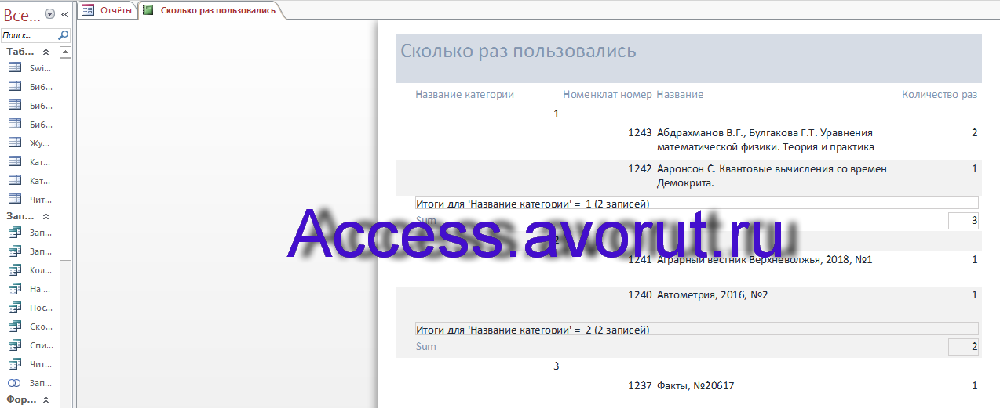 Все...
Поиск...
Таб...
Swi...
Биб...
Биб...
Биб...
Жу...
Кат...
Кат...
Чит...
Зап...
Зап...
Зап...
Кол...
На ...
Пос...
Ско...
Спи...
Чит...
Зап...
Фор...
Отчёты
Сколько раз пользовались
Сколько раз пользовались
Название категории Номенклат номер Название Количество раз
1
1243 Абдрахманов В.Г., Булгакова Г.Т. Уравнения 2
математической физики. Теория и практика
1242 Ааронсон С. Квантовые вычисления со времен 1
Демокрита.
Итоги для 'Название категории' = 1 (2 записей)
Sum 3
Access.avorut.ru
2
1241 Аграрный вестник Верхневолжья, 2018, №1 1
1240 Автометрия, 2016, №2 1
Итоги для 'Название категории' = 2 (2 записей)
Sum 2
3
1237 Факты, №20617 1